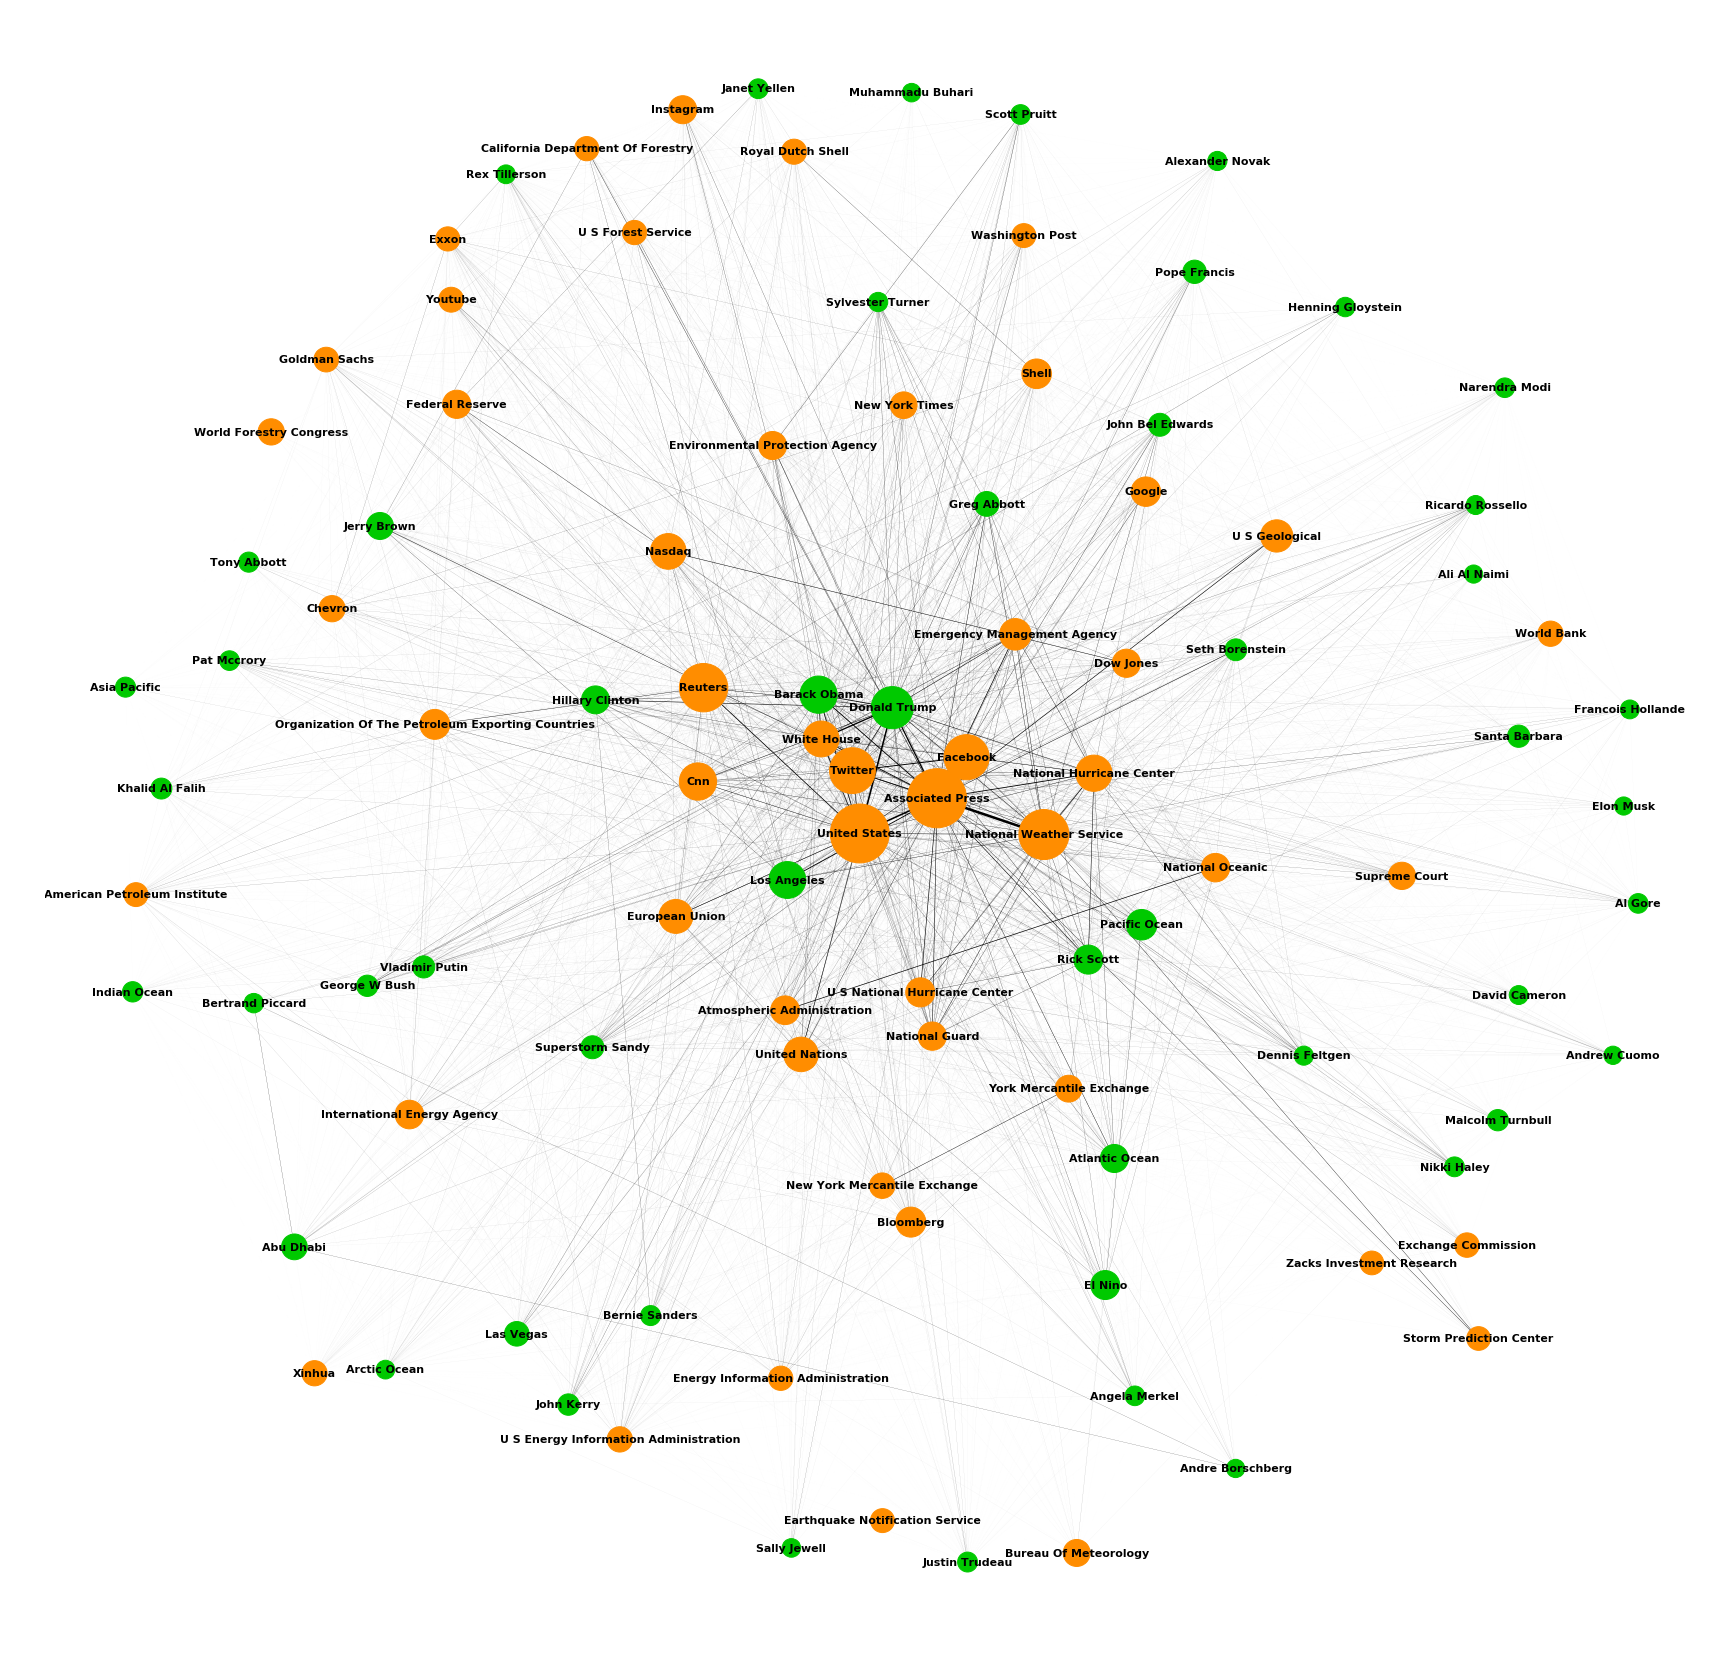 Janet Yellen
Muhammadu Buhari
Instagram
Scott Pruitt
California Department Of Forestry
Royal Dutch Shell
Alexander Novak
Rex Tillerson
U S Forest Service
Washington Post
Exxon
Pope Francis
Youtube
Sylvester Turner
Henning Gloystein
Goldman Sachs
Shell
Narendra Modi
Federal Reserve
New York Times
John Bel Edwards
World Forestry Congress
Environmental Protection Agency
Google
Greg Abbott
Ricardo Rossello
Jerry Brown
U S Geological
Nasdaq
Tony Abbott
Ali Al Naimi
Chevron
Emergency Management Agency
World Bank
Seth Borenstein
Pat Mccrory
Dow Jones
Asia Pacific
Reuters
Barack Obama
Hillary Clinton
Donald Trump
Francois Hollande
Organization Of The Petroleum Exporting Countries
Santa Barbara
White House
Facebook
Twitter
National Hurricane Center
Cnn
Khalid Al Falih
Associated Press
Elon Musk
United States
National Weather Service
National Oceanic
Supreme Court
Los Angeles
American Petroleum Institute
Al Gore
European Union
Pacific Ocean
Rick Scott
Vladimir Putin
George W Bush
Indian Ocean
U S National Hurricane Center
David Cameron
Bertrand Piccard
Atmospheric Administration
National Guard
Superstorm Sandy
United Nations
Dennis Feltgen
Andrew Cuomo
York Mercantile Exchange
International Energy Agency
Malcolm Turnbull
Atlantic Ocean
Nikki Haley
New York Mercantile Exchange
Bloomberg
Abu Dhabi
Exchange Commission
Zacks Investment Research
El Nino
Bernie Sanders
Las Vegas
Storm Prediction Center
Xinhua
Arctic Ocean
Energy Information Administration
Angela Merkel
John Kerry
U S Energy Information Administration
Andre Borschberg
Earthquake Notification Service
Sally Jewell
Bureau Of Meteorology
Justin Trudeau